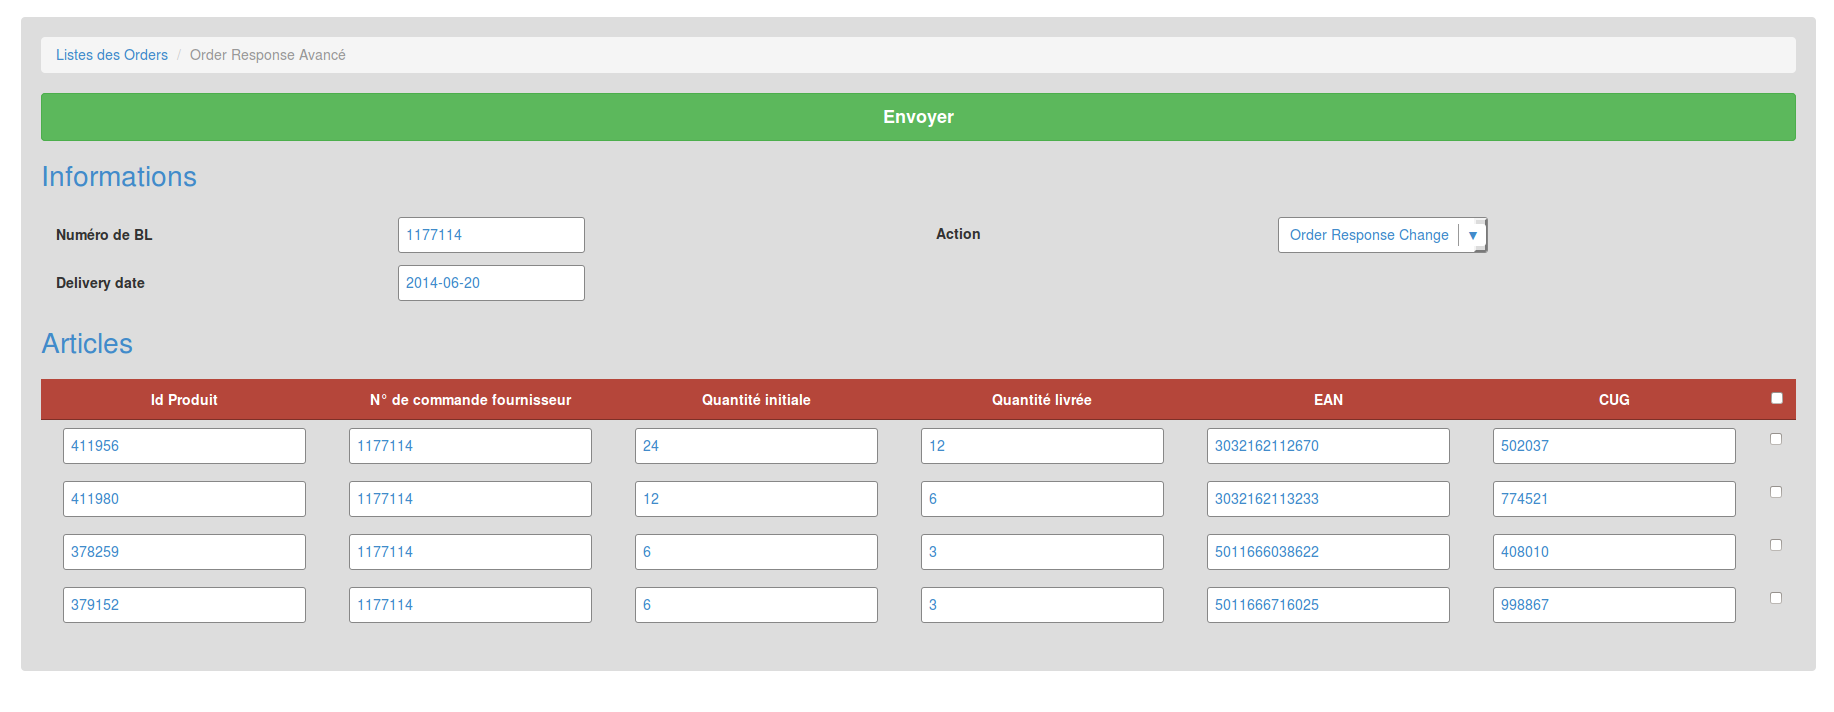 Listes des Orders / Order Response Avancé
Envoyer
Informations
Numéro de BL 1177114 Action Order Response Change ▼
Delivery date 2014-06-20
Articles
Id Produit N° de commande fournisseur Quantité initiale Quantité livrée EAN CUG
411956 1177114 24 12 3032162112670 502037
411980 1177114 12 6 3032162113233 774521
378259 1177114 6 3 5011666038622 408010
379152 1177114 6 3 5011666716025 998867